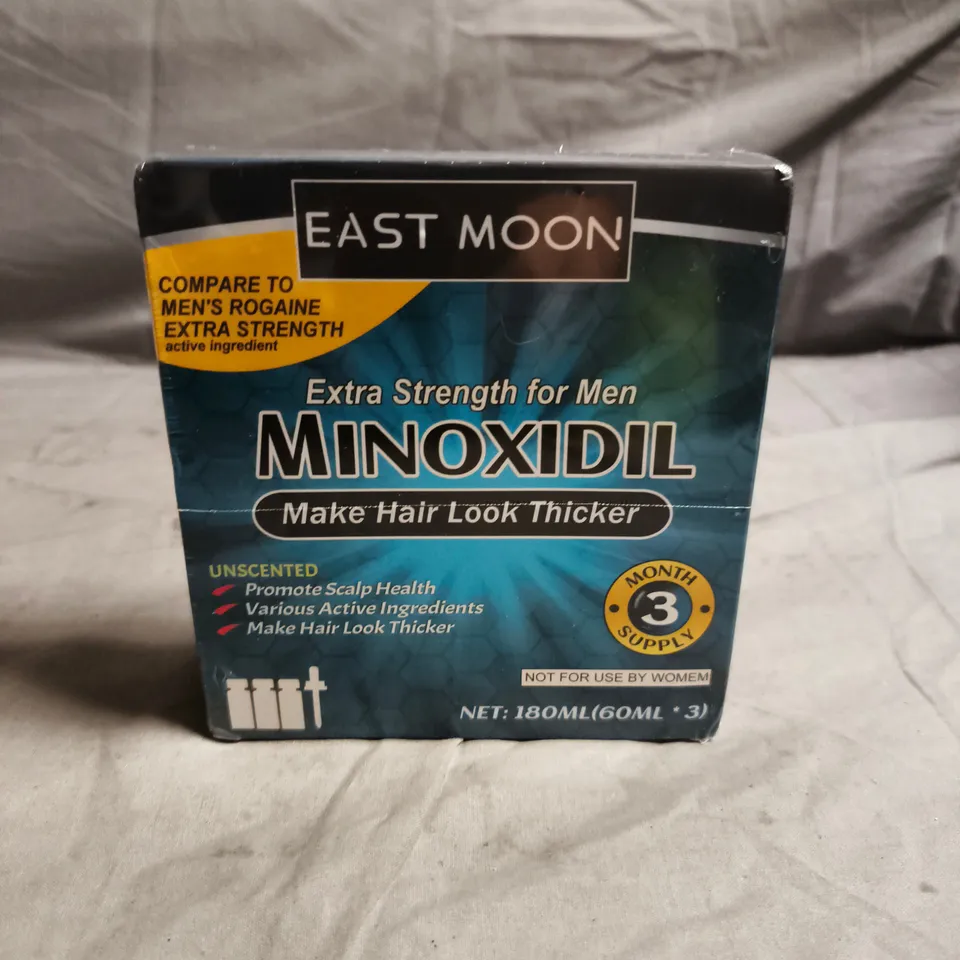 EAST MOON
COMPARE TO
MEN'S ROGAINE
EXTRA STRENGTH
active ingredient
Extra Strength for Men
MINOXIDIL
Make Hair Look Thicker
UNSCENTED
Promote Scalp Health
Various Active Ingredients
Make Hair Look Thicker
MONTH
3
SUPPLY
NOT FOR USE BY WOMEM
NET: 180ML(60ML * 3)